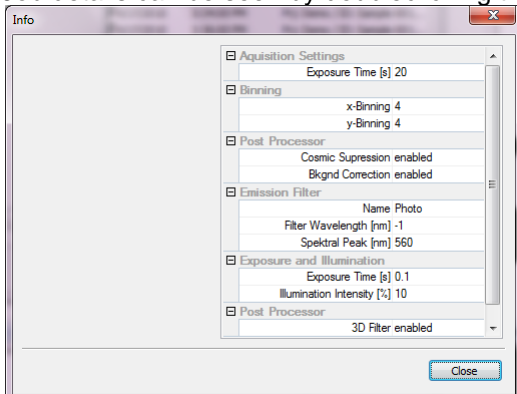 Info
Aquisition Settings
Exposure Time [s] 20
Binning
x-Binning 4
y-Binning 4
Post Processor
Cosmic Supression enabled
Bkgnd Correction enabled
Emission Filter
Name Photo
Filter Wavelength [nm] -1
Spektral Peak [nm] 560
Exposure and Illumination
Exposure Time [s] 0.1
Illumination Intensity [%] 10
Post Processor
3D Filter enabled
Close